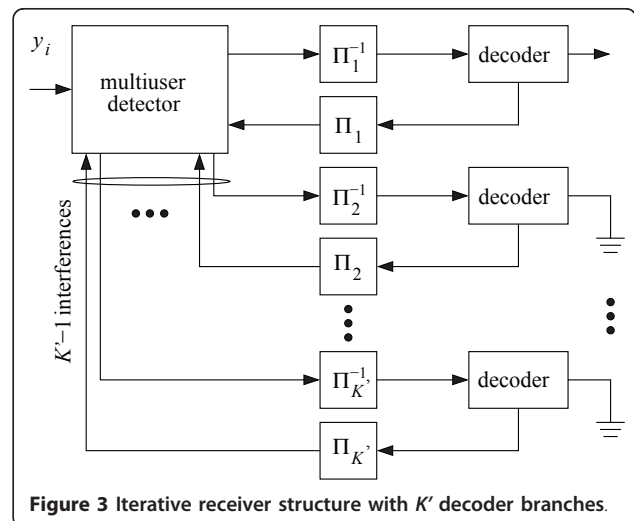 y_i
multiuser
detector
Π_1^{-1}
decoder
Π_1
Π_2^{-1}
decoder
•••
Π_2
K'−1 interferences
Π_{K'}^{-1}
decoder
Π_{K'}
Figure 3 Iterative receiver structure with K' decoder branches.